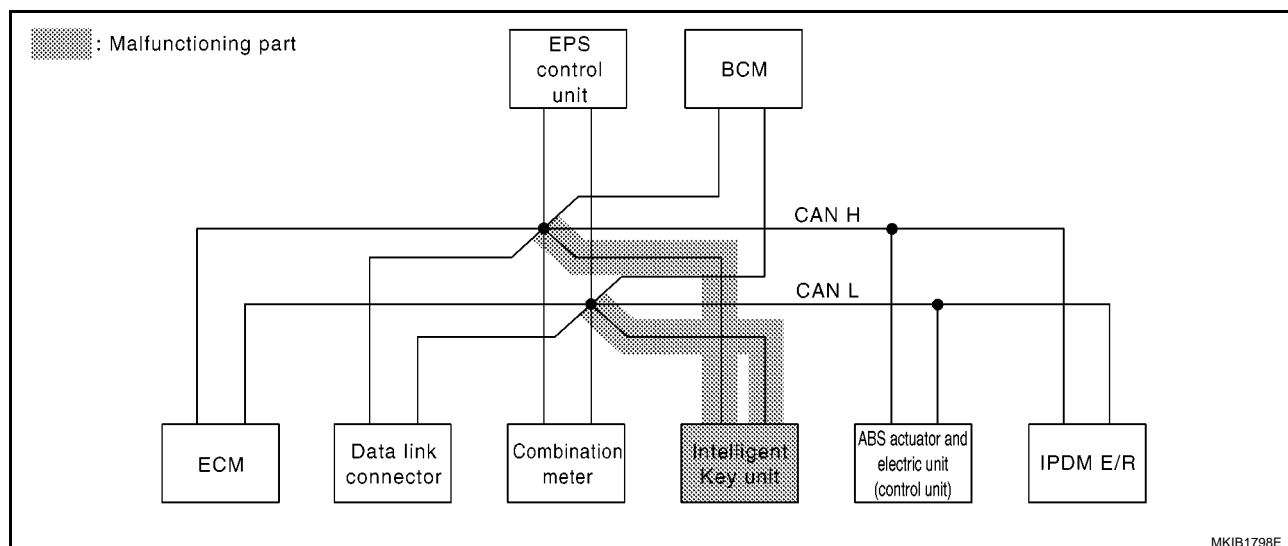 : Malfunctioning part
EPS
control
unit
BCM
CAN H
CAN L
ECM
Data link
connector
Combination
meter
Intelligent
Key unit
ABS actuator and
electric unit
(control unit)
IPDM E/R
MKIB1798E